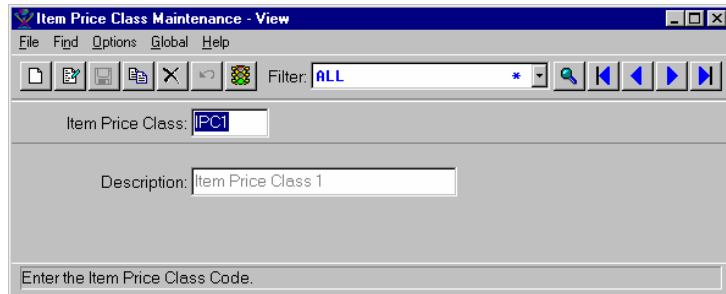 Item Price Class Maintenance - View
File Find Options Global Help
Filter: ALL *
Item Price Class: IPC1
Description: Item Price Class 1
Enter the Item Price Class Code.